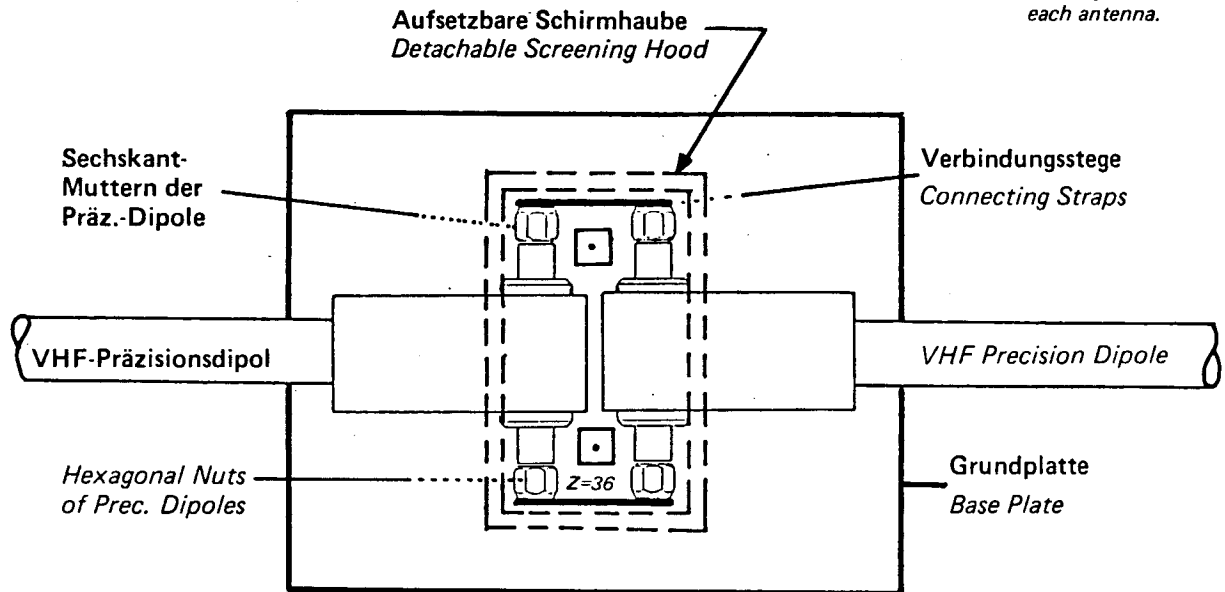 each antenna.
Aufsetzbare Schirmhaube
Detachable Screening Hood
Sechskant-
Muttern der
Präz.-Dipole
Verbindungsstege
Connecting Straps
VHF-Präzisionsdipol
VHF Precision Dipole
Hexagonal Nuts
of Prec. Dipoles
Z=36
Grundplatte
Base Plate